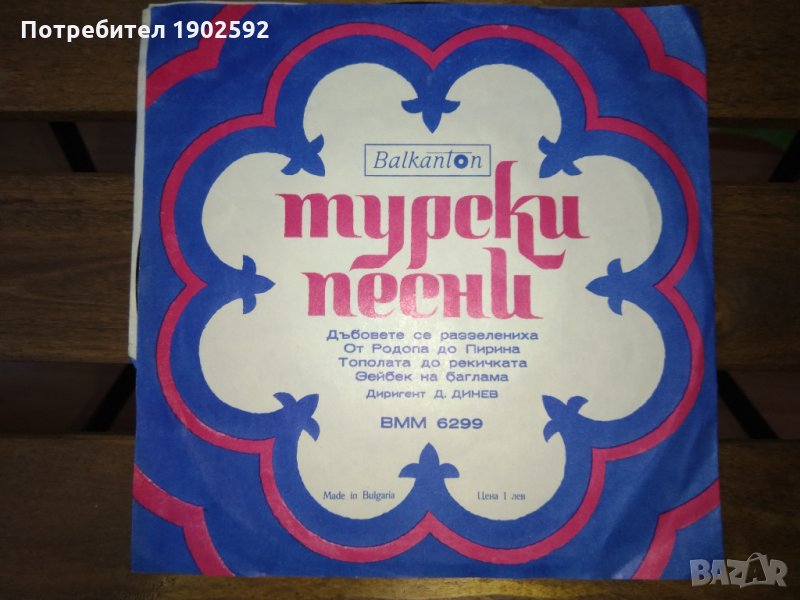 Потребител 1902592
Balkanton
турски
песни
Дъбовете се раззелениха
От Родопа до Пирина
Тополата до рекичката
Зейбек на баглама
Диригент Д. ДИНЕВ
ВММ 6299
Made in Bulgaria Цена 1 лев
BAZAR